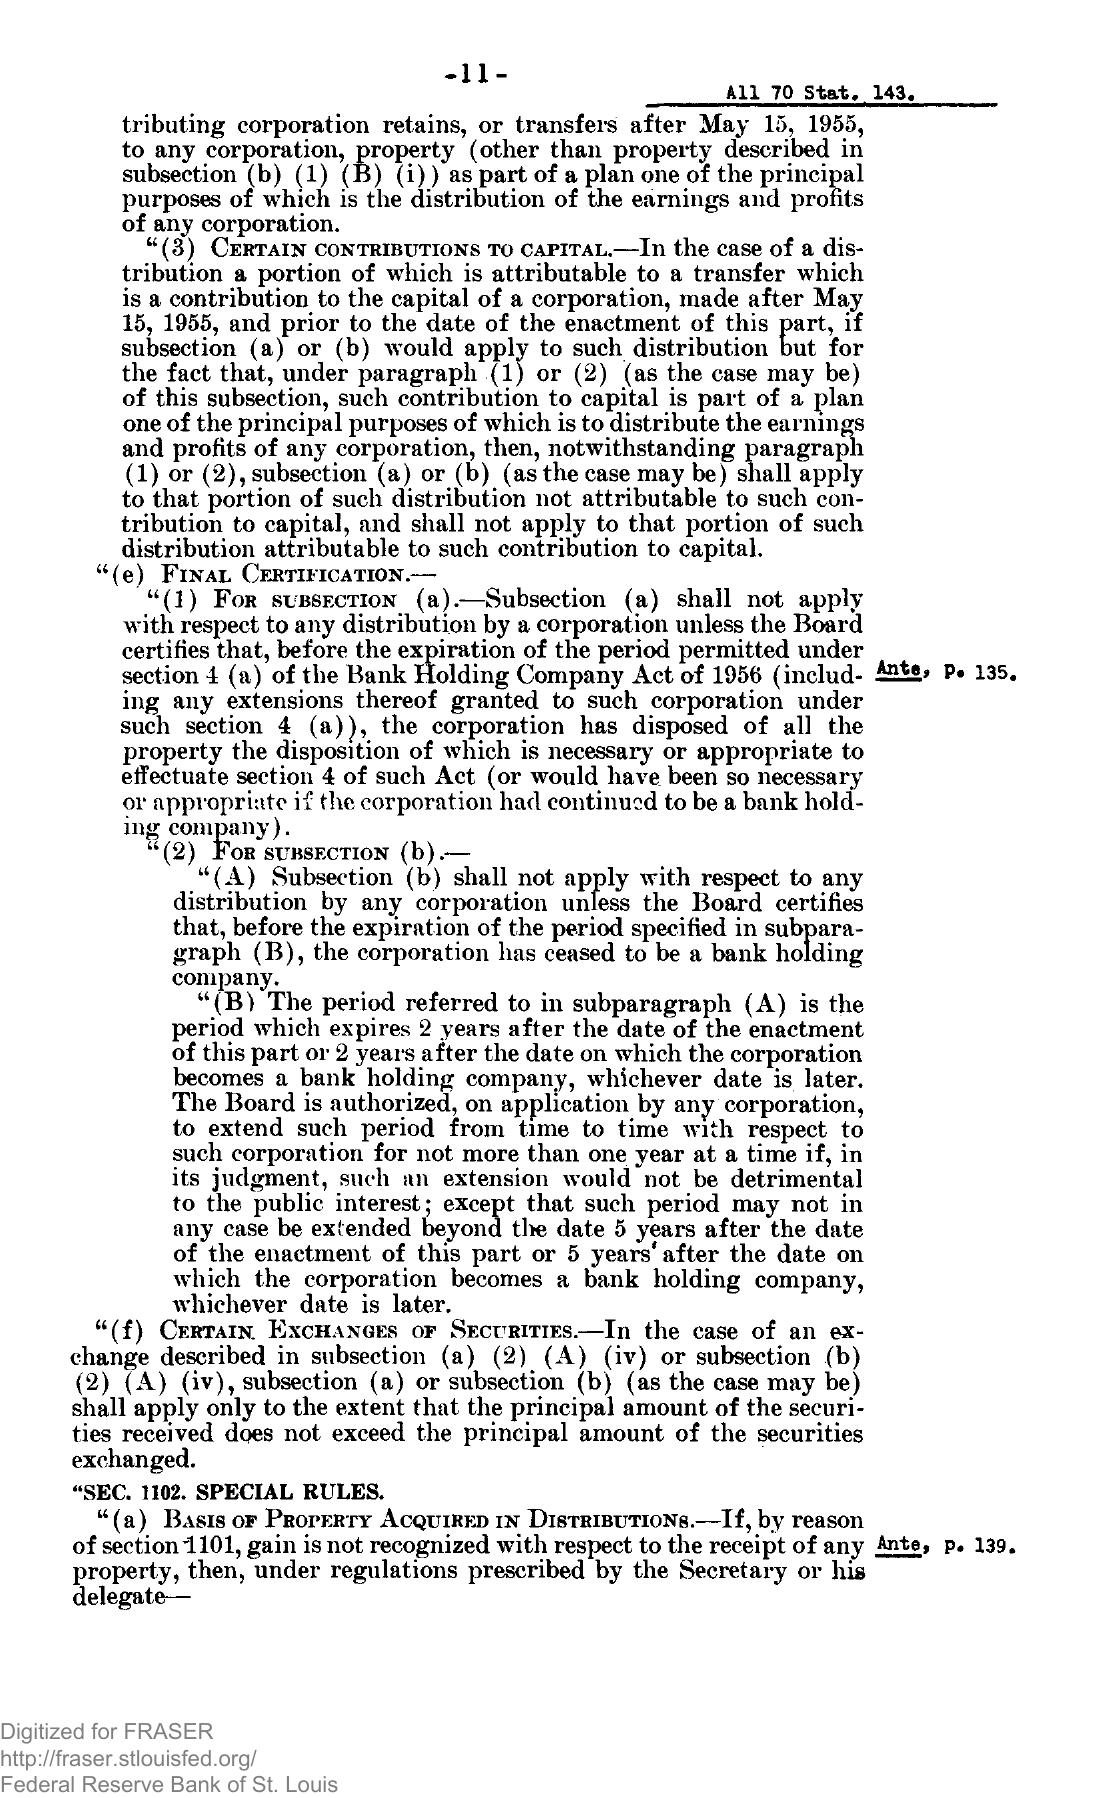 -11-
All 70 Stat. 143.
tributing corporation retains, or transfers after May 15, 1955,
to any corporation, property (other than property described in
subsection (b) (1) (B) (i)) as part of a plan one of the principal
purposes of which is the distribution of the earnings and profits
of any corporation.
“(3) CERTAIN CONTRIBUTIONS TO CAPITAL.—In the case of a dis-
tribution a portion of which is attributable to a transfer which
is a contribution to the capital of a corporation, made after May
15, 1955, and prior to the date of the enactment of this part, if
subsection (a) or (b) would apply to such distribution but for
the fact that, under paragraph (1) or (2) (as the case may be)
of this subsection, such contribution to capital is part of a plan
one of the principal purposes of which is to distribute the earnings
and profits of any corporation, then, notwithstanding paragraph
(1) or (2), subsection (a) or (b) (as the case may be) shall apply
to that portion of such distribution not attributable to such con-
tribution to capital, and shall not apply to that portion of such
distribution attributable to such contribution to capital.
“(e) FINAL CERTIFICATION.—
“(1) FOR SUBSECTION (a).—Subsection (a) shall not apply
with respect to any distribution by a corporation unless the Board
certifies that, before the expiration of the period permitted under
section 4 (a) of the Bank Holding Company Act of 1956 (includ- Ante, p. 135.
ing any extensions thereof granted to such corporation under
such section 4 (a)), the corporation has disposed of all the
property the disposition of which is necessary or appropriate to
effectuate section 4 of such Act (or would have been so necessary
or appropriate if the corporation had continued to be a bank hold-
ing company).
“(2) FOR SUBSECTION (b).—
“(A) Subsection (b) shall not apply with respect to any
distribution by any corporation unless the Board certifies
that, before the expiration of the period specified in subpara-
graph (B), the corporation has ceased to be a bank holding
company.
“(B) The period referred to in subparagraph (A) is the
period which expires 2 years after the date of the enactment
of this part or 2 years after the date on which the corporation
becomes a bank holding company, whichever date is later.
The Board is authorized, on application by any corporation,
to extend such period from time to time with respect to
such corporation for not more than one year at a time if, in
its judgment, such an extension would not be detrimental
to the public interest; except that such period may not in
any case be extended beyond the date 5 years after the date
of the enactment of this part or 5 years after the date on
which the corporation becomes a bank holding company,
whichever date is later.
“(f) CERTAIN EXCHANGES OF SECURITIES.—In the case of an ex-
change described in subsection (a) (2) (A) (iv) or subsection (b)
(2) (A) (iv), subsection (a) or subsection (b) (as the case may be)
shall apply only to the extent that the principal amount of the securi-
ties received does not exceed the principal amount of the securities
exchanged.
“SEC. 1102. SPECIAL RULES.
“(a) BASIS OF PROPERTY ACQUIRED IN DISTRIBUTIONS.—If, by reason
of section 1101, gain is not recognized with respect to the receipt of any Ante, p. 139.
property, then, under regulations prescribed by the Secretary or his
delegate—
Digitized for FRASER
http://fraser.stlouisfed.org/
Federal Reserve Bank of St. Louis